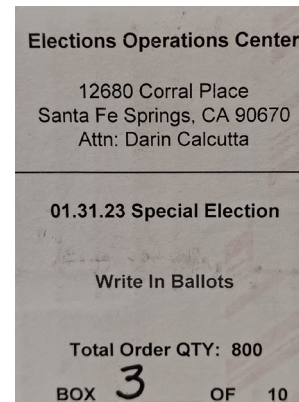 Elections Operations Center
12680 Corral Place
Santa Fe Springs, CA 90670
Attn: Darin Calcutta
01.31.23 Special Election
Write In Ballots
Total Order QTY: 800
BOX 3 OF 10